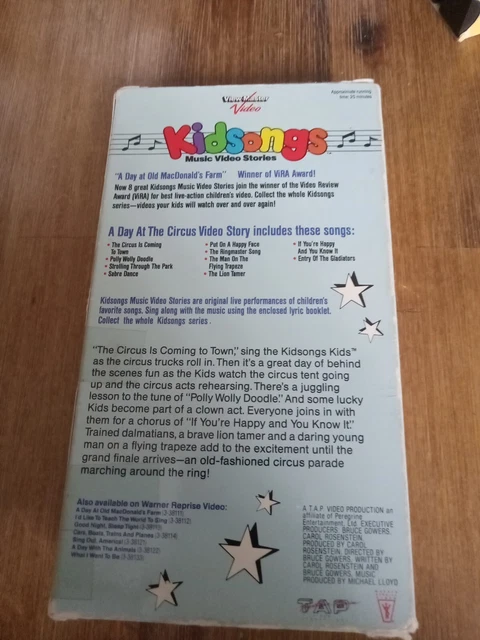 Approximate running
time: 30 minutes
View-Master
Video
Kidsongs™
Music Video Stories
"A Day at Old MacDonald's Farm" Winner of ViRA Award!
Now 8 great Kidsongs Music Video Stories join the winner of the Video Review
Award (ViRA) for best live-action children's video. Collect the whole Kidsongs
series—videos your kids will watch over and over again!
A Day At The Circus Video Story includes these songs:
• The Circus Is Coming
To Town
• Polly Wolly Doodle
• Strolling Through The Park
• Sabre Dance
• Put On A Happy Face
• The Ringmaster Song
• The Man On The
Flying Trapeze
• The Lion Tamer
• If You're Happy
And You Know It
• Entry Of The Gladiators
Kidsongs Music Video Stories are original live performances of children's
favorite songs. Sing along with the music using the enclosed lyric booklet.
Collect the whole Kidsongs series.
"The Circus Is Coming to Town," sing the Kidsongs Kids™
as the circus trucks roll in. Then it's a great day of behind
the scenes fun as the Kids watch the circus tent going
up and the circus acts rehearsing. There's a juggling
lesson to the tune of "Polly Wolly Doodle." And some lucky
Kids become part of a clown act. Everyone joins in with
them for a chorus of "If You're Happy and You Know It."
Trained dalmatians, a brave lion tamer and a daring young
man on a flying trapeze add to the excitement until the
grand finale arrives—an old-fashioned circus parade
marching around the ring!
Also available on Warner Reprise Video:
A Day At Old MacDonald's Farm
I'd Like To Teach The World To Sing
Good Night, Sleep Tight
Cars, Boats, Trains and Planes
Sing Out, America!
A Day With The Animals
What I Want To Be
A T.A.P. VIDEO PRODUCTION an
affiliate of Peregrine
Entertainment, Ltd. EXECUTIVE
PRODUCERS: BRUCE GOWERS,
CAROL ROSENSTEIN,
PRODUCED BY CAROL
ROSENSTEIN, DIRECTED BY
BRUCE GOWERS, WRITTEN BY
CAROL ROSENSTEIN AND
BRUCE GOWERS, MUSIC
PRODUCED BY MICHAEL LLOYD
TAP